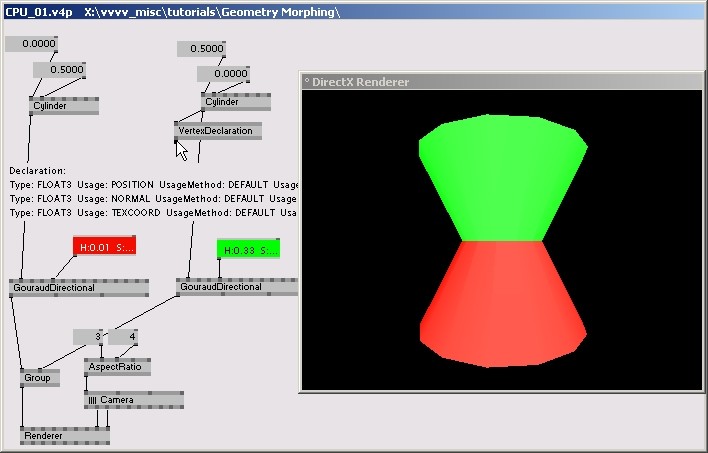 CPU_01.v4p   X:\vvvv_misc\tutorials\Geometry Morphing\
0.0000
0.5000
0.5000
0.0000
Cylinder
Cylinder
VertexDeclaration
° DirectX Renderer
Declaration:
Type: FLOAT3 Usage: POSITION UsageMethod: DEFAULT Usage
Type: FLOAT3 Usage: NORMAL UsageMethod: DEFAULT Usage
Type: FLOAT3 Usage: TEXCOORD UsageMethod: DEFAULT Usa
H:0.01 S:...
H:0.33 S:...
GouraudDirectional
GouraudDirectional
3
4
AspectRatio
Group
Camera
Renderer